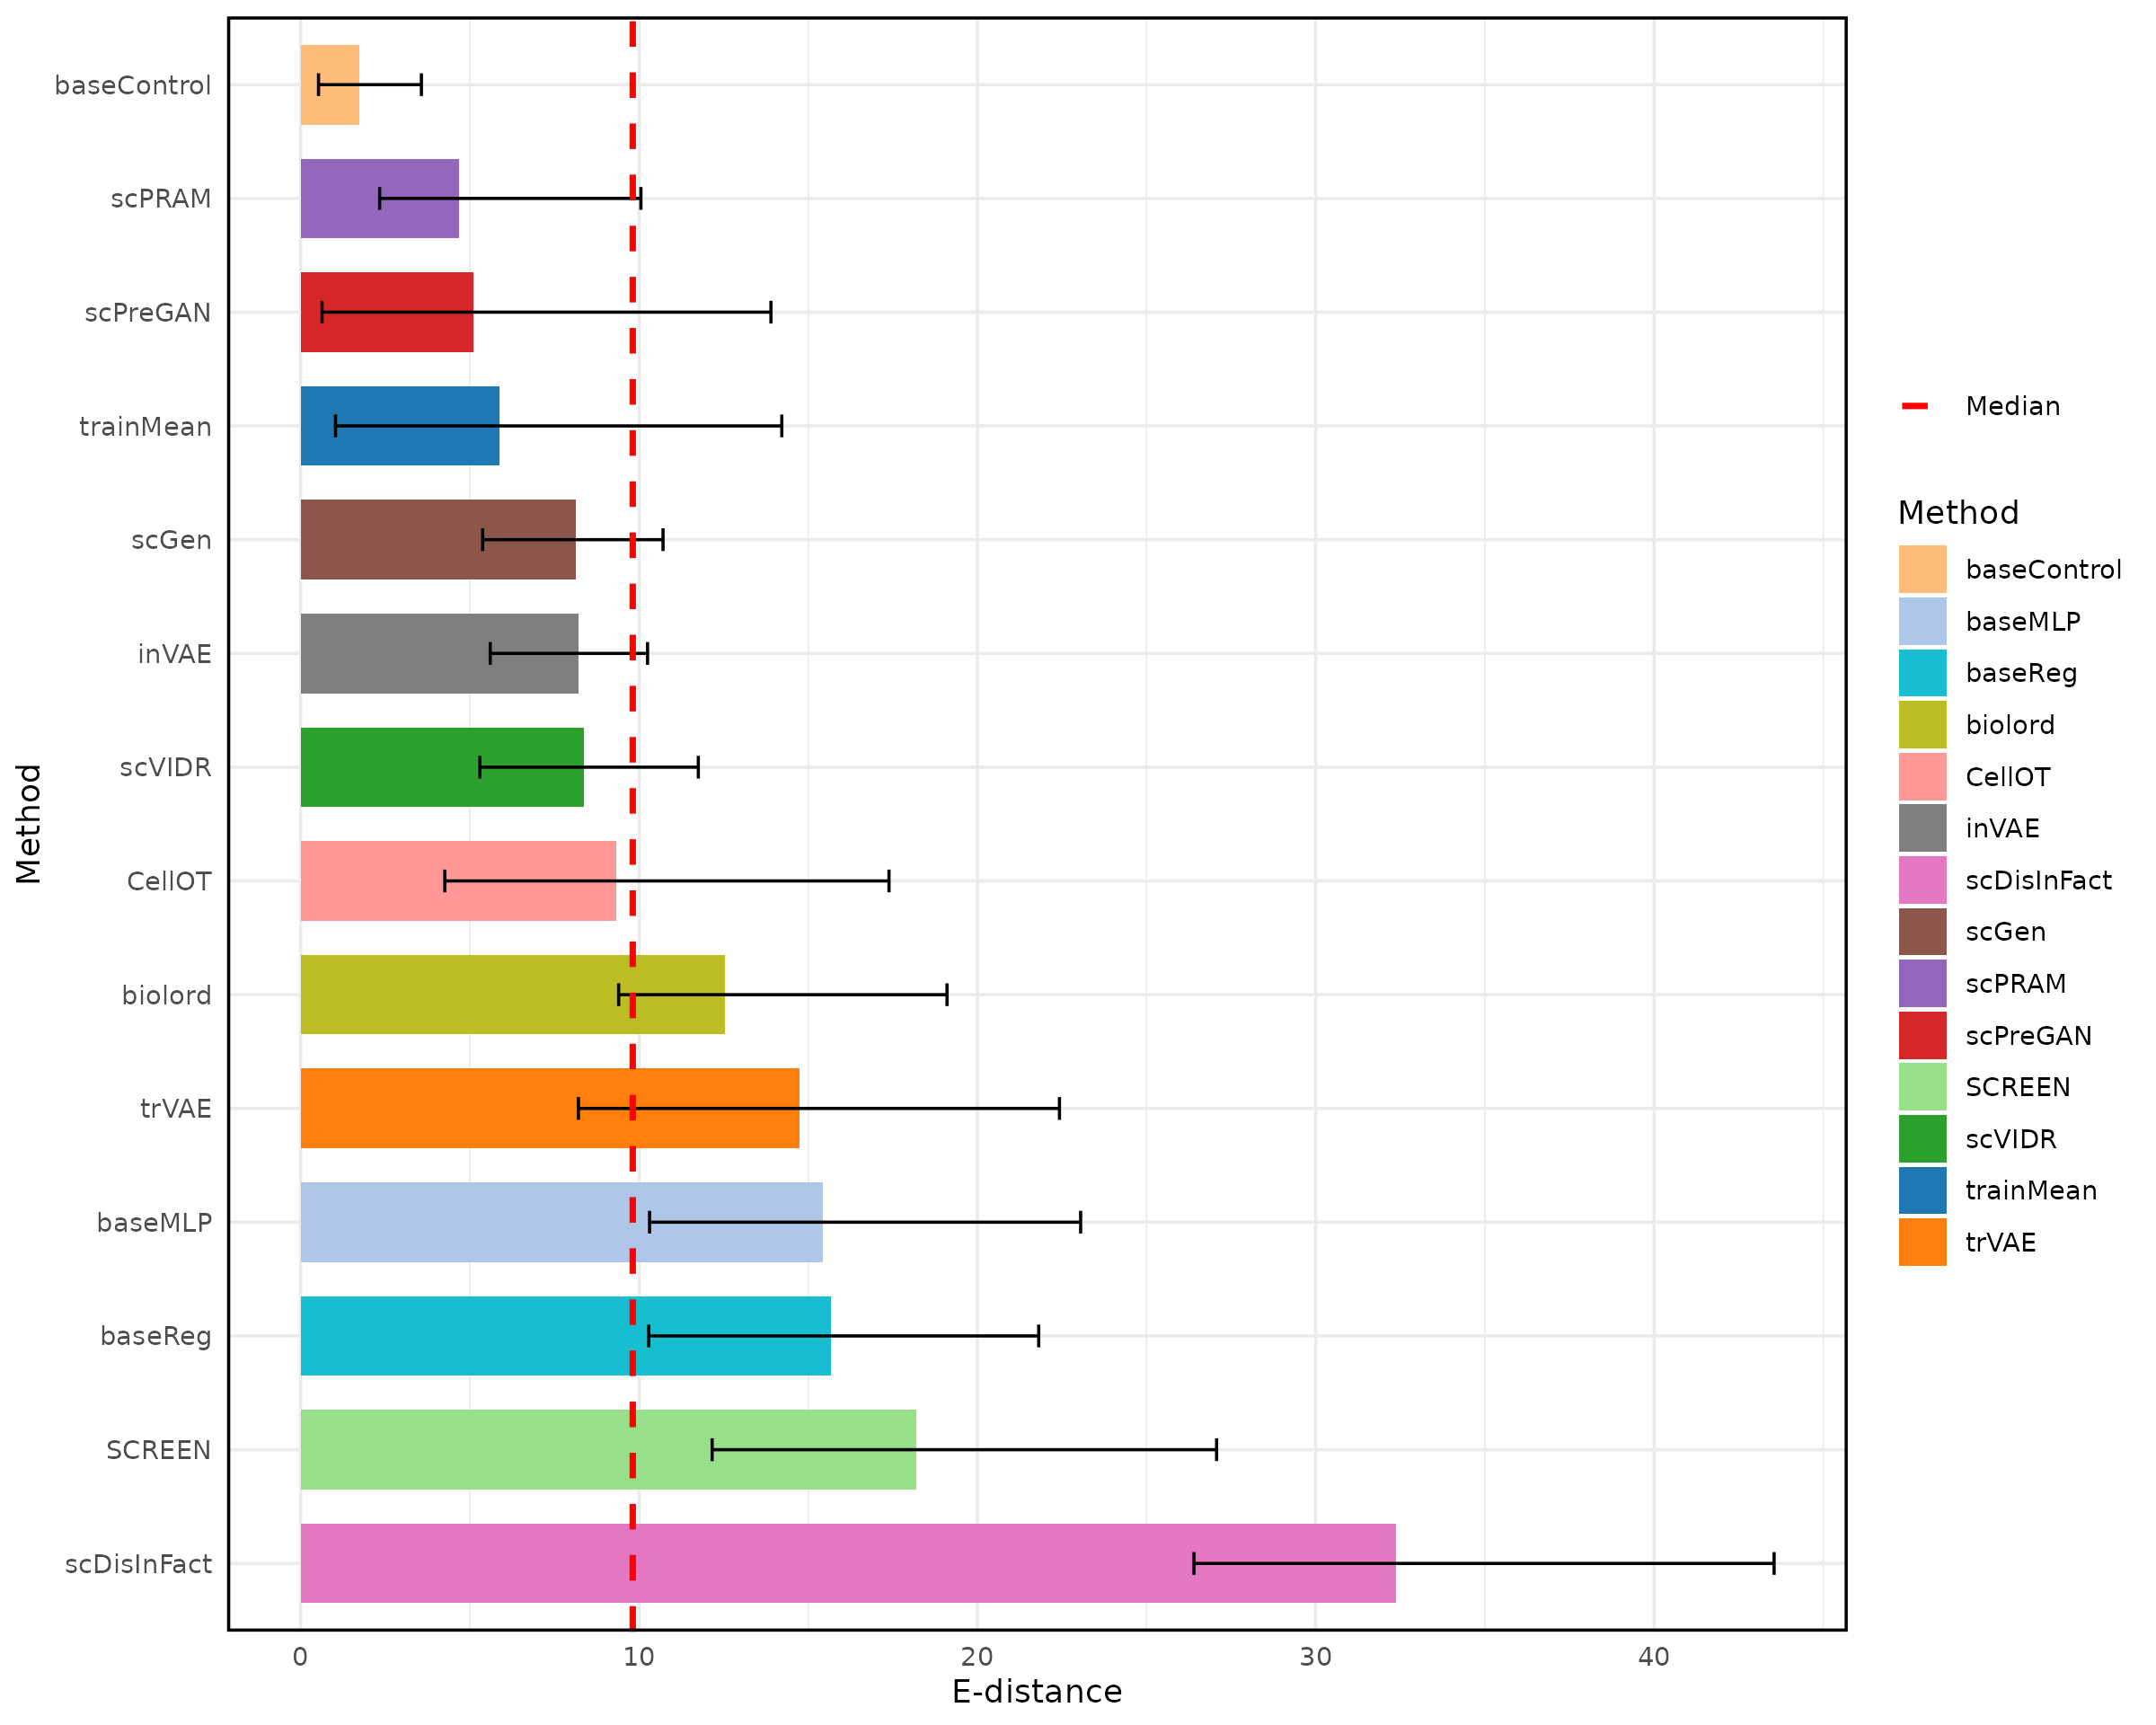 Method
baseControl
scPRAM
scPreGAN
trainMean
scGen
inVAE
scVIDR
CellOT
biolord
trVAE
baseMLP
baseReg
SCREEN
scDisInFact
0 10 20 30 40
E-distance
Median
Method
baseControl
baseMLP
baseReg
biolord
CellOT
inVAE
scDisInFact
scGen
scPRAM
scPreGAN
SCREEN
scVIDR
trainMean
trVAE